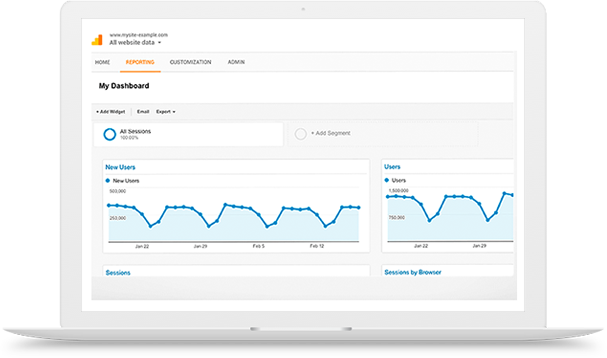 www.mysite-example.com
All website data
HOME REPORTING CUSTOMIZATION ADMIN
My Dashboard
+ Add Widget Email Export
All Sessions
100.00%
+ Add Segment
New Users
New Users
500,000
250,000
Jan 22 Jan 29 Feb 5 Feb 12
Users
Users
1,500,000
750,000
Jan 22 Jan 29
Sessions
Sessions by Browser